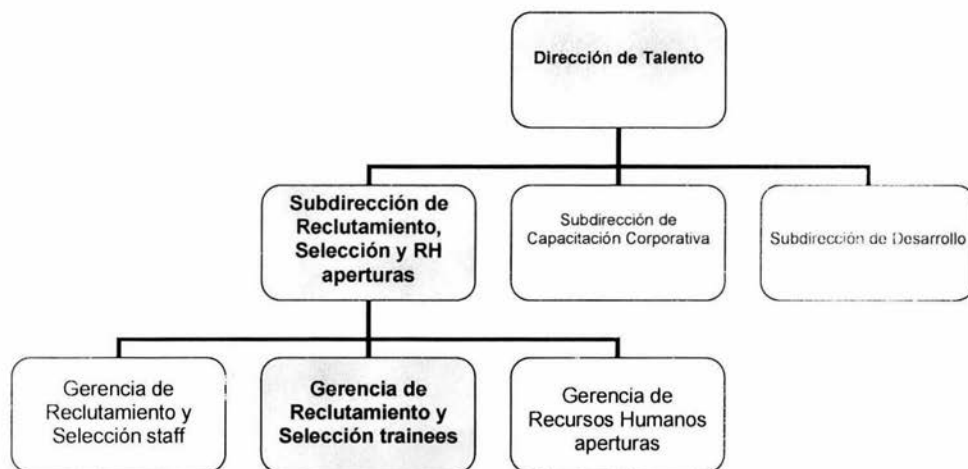 Dirección de Talento
Subdirección de
Reclutamiento,
Selección y RH
aperturas
Subdirección de
Capacitación Corporativa
Subdirección de Desarrollo
Gerencia de
Reclutamiento y
Selección staff
Gerencia de
Reclutamiento y
Selección trainees
Gerencia de
Recursos Humanos
aperturas